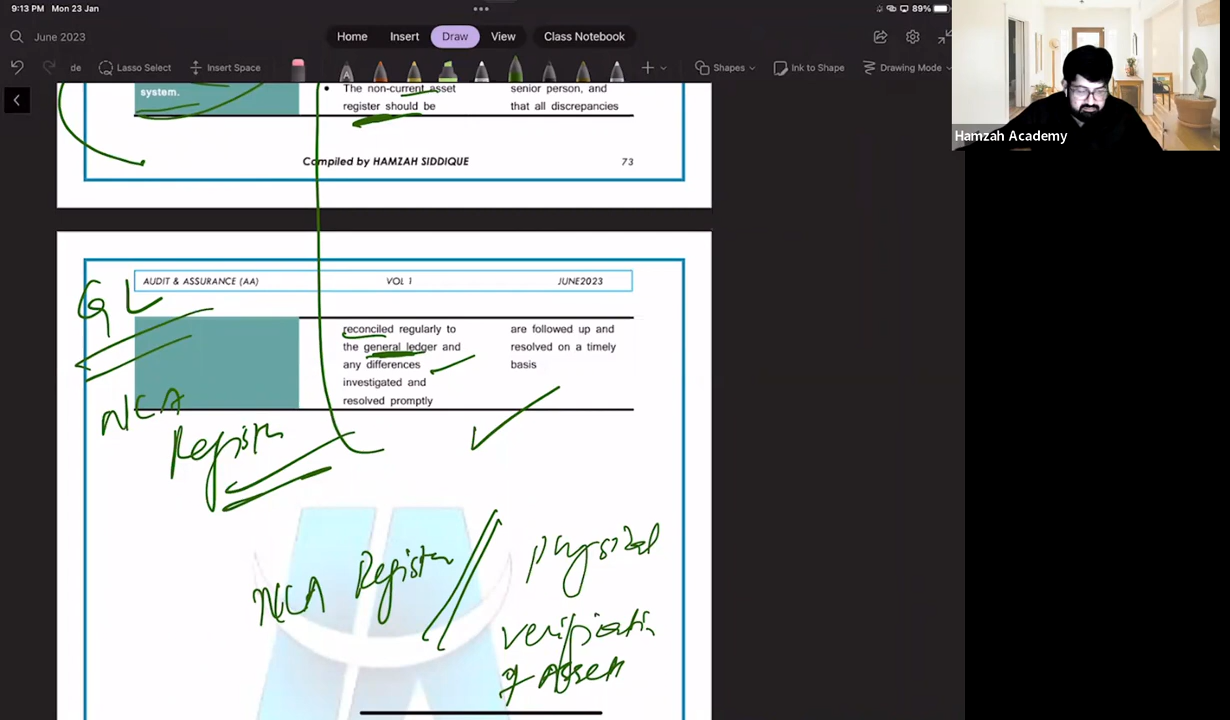 9:13 PM Mon 23 Jan
89%
June 2023
Home Insert Draw View Class Notebook
de Lasso Select Insert Space
A
Shapes Ink to Shape Drawing Mode
system.
• The non-current asset
register should be
senior person, and
that all discrepancies
Compiled by HAMZAH SIDDIQUE 73
Hamzah Academy
AUDIT & ASSURANCE (AA) VOL 1 JUNE2023
GL
reconciled regularly to
the general ledger and
any differences
investigated and
resolved promptly
are followed up and
resolved on a timely
basis
NCA
Register
NCA Register
Physical
verification
of Assets